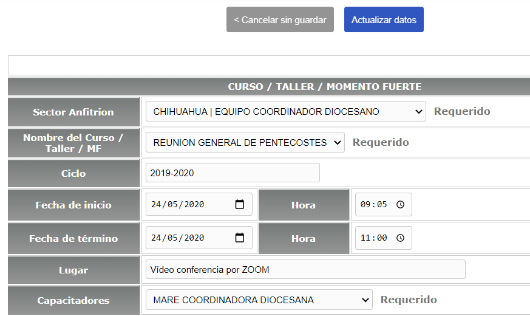 < Cancelar sin guardar Actualizar datos
CURSO / TALLER / MOMENTO FUERTE
Sector Anfitrion CHIHUAHUA | EQUIPO COORDINADOR DIOCESANO Requerido
Nombre del Curso /
Taller / MF REUNION GENERAL DE PENTECOSTES Requerido
Ciclo 2019-2020
Fecha de inicio 24/05/2020 Hora 09:05
Fecha de término 24/05/2020 Hora 11:00
Lugar Vídeo conferencia por ZOOM
Capacitadores MARE COORDINADORA DIOCESANA Requerido